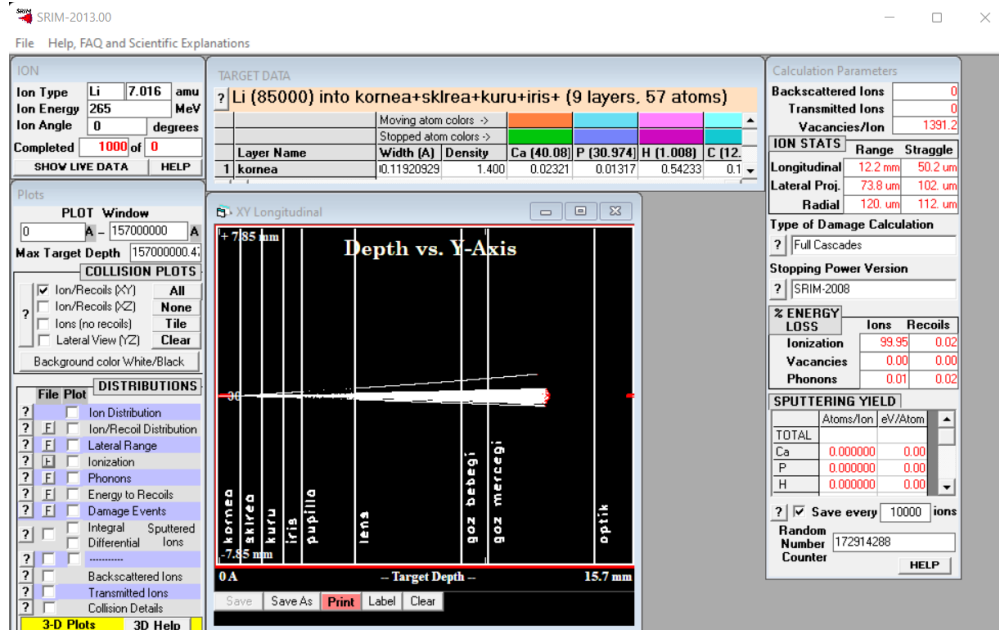 SRIM-2013.00
File Help, FAQ and Scientific Explanations
ION
Ion Type Li 7.016 amu
Ion Energy 265 MeV
Ion Angle 0 degrees
Completed 1000 of 0
SHOW LIVE DATA HELP
TARGET DATA
? Li (85000) into kornea+sklrea+kuru+iris+ (9 layers, 57 atoms)
Moving atom colors ->
Stopped atom colors ->
Layer Name Width (A) Density Ca (40.08) P (30.974) H (1.008) C (12.
1 kornea 0.11920929 1.400 0.02321 0.01317 0.54233 0.1
Calculation Parameters
Backscattered Ions 0
Transmitted Ions 0
Vacancies/Ion 1391.2
ION STATS Range Straggle
Longitudinal 12.2 mm 50.2 um
Lateral Proj. 73.8 um 102. um
Radial 120. um 112. um
Type of Damage Calculation
? Full Cascades
Stopping Power Version
? SRIM-2008
% ENERGY LOSS Ions Recoils
Ionization 99.95 0.02
Vacancies 0.00 0.00
Phonons 0.01 0.02
SPUTTERING YIELD
Atoms/Ion eV/Atom
TOTAL
Ca 0.000000 0.00
P 0.000000 0.00
H 0.000000 0.00
? Save every 10000 ions
Random Number Counter 172914288
HELP
Plots
PLOT Window
0 A - 157000000 A
Max Target Depth 157000000.4
COLLISION PLOTS
? Ion/Recoils (XY) All
Ion/Recoils (XZ) None
Ions (no recoils) Tile
Lateral View (YZ) Clear
Background color White/Black
DISTRIBUTIONS
File Plot
? Ion Distribution
? F Ion/Recoil Distribution
? F Lateral Range
? F Ionization
? F Phonons
? F Energy to Recoils
? F Damage Events
? Integral Sputtered
Differential Ions
? ----------
? Backscattered Ions
? Transmitted Ions
? Collision Details
3-D Plots 3D Help
XY Longitudinal
+ 7.85 mm
Depth vs. Y-Axis
kornea
sklrea
kuru
iris
pupilla
lens
goz bebegi
goz mercegi
optik
-7.85 mm
0 A -- Target Depth -- 15.7 mm
Save Save As Print Label Clear